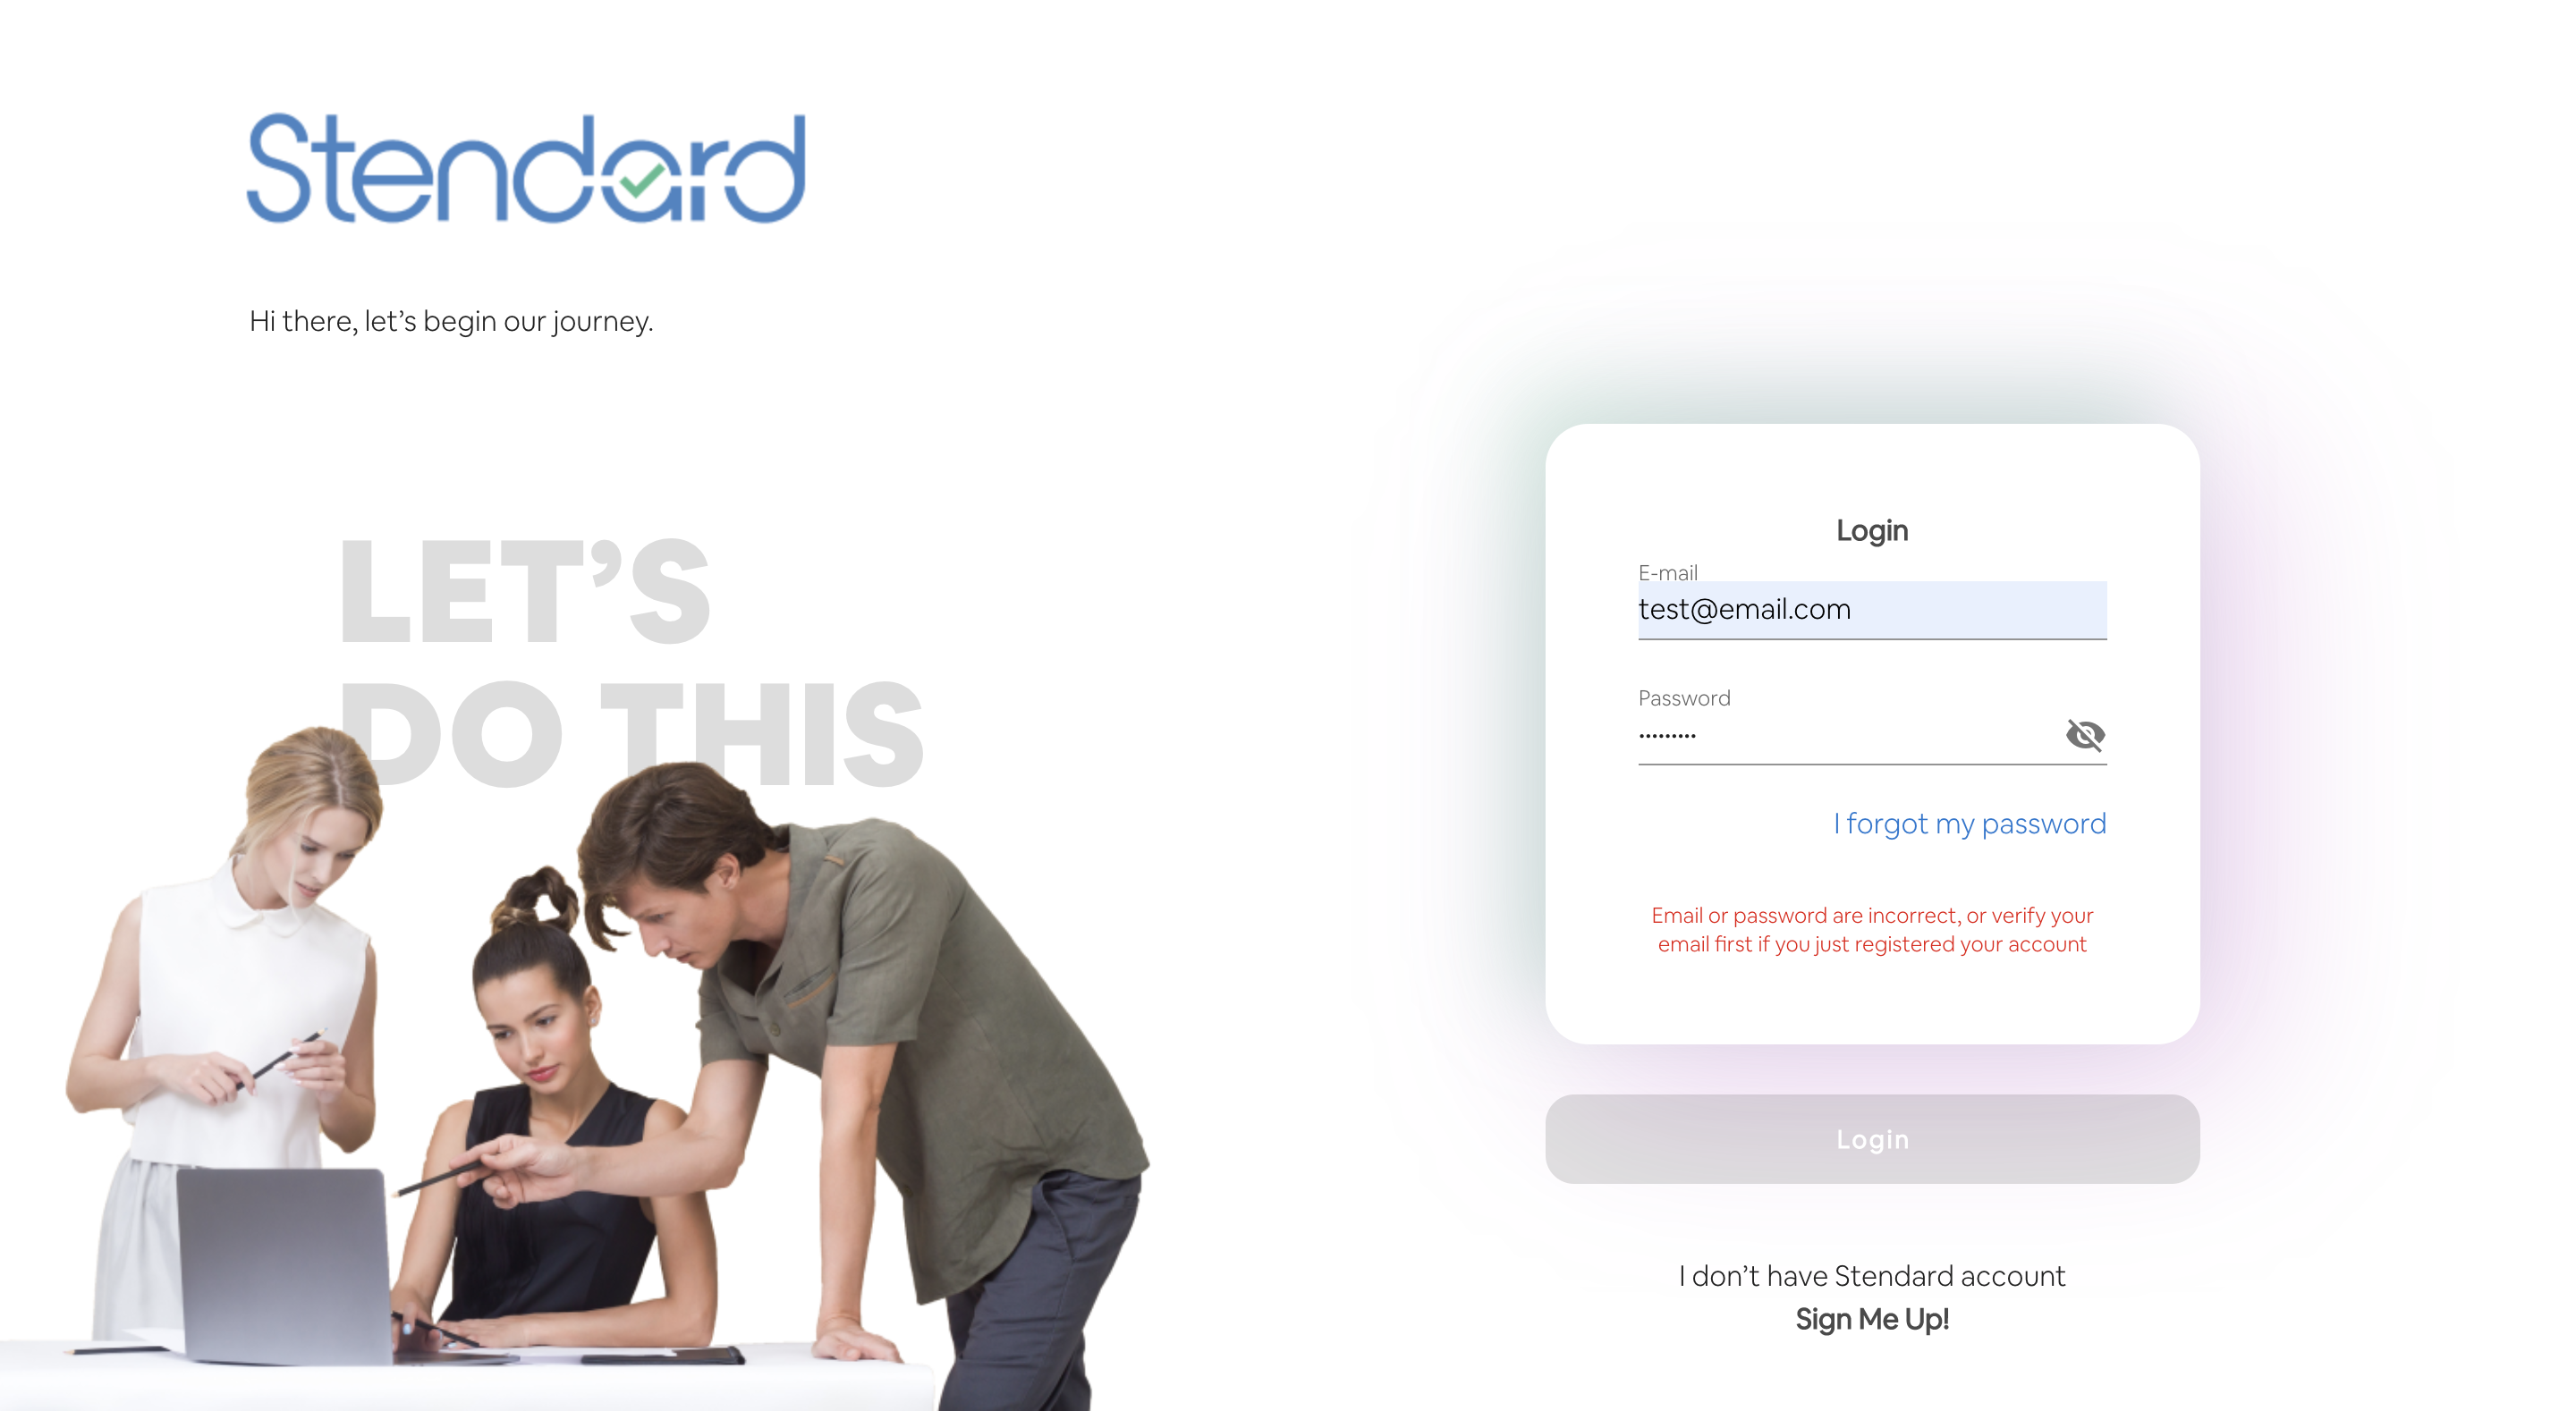 Stendard
Hi there, let’s begin our journey.
LET’S
DO THIS
Login
E-mail
test@email.com
Password
•••••••••
I forgot my password
Email or password are incorrect, or verify your
email first if you just registered your account
Login
I don’t have Stendard account
Sign Me Up!